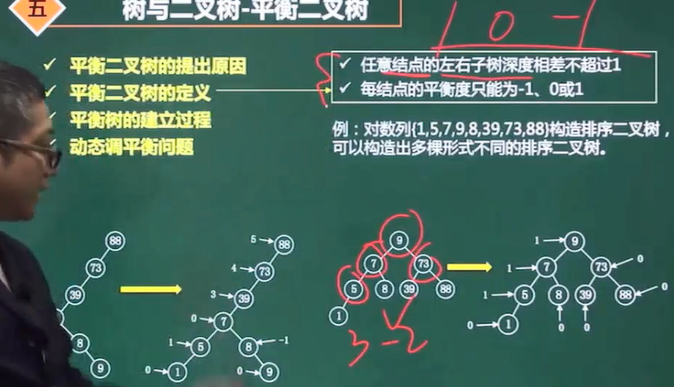 五
树与二叉树-平衡二叉树
1 0 -1
✓ 平衡二叉树的提出原因
✓ 平衡二叉树的定义
✓ 平衡树的建立过程
✓ 动态调平衡问题
✓ 任意结点的左右子树深度相差不超过1
✓ 每结点的平衡度只能为-1、0或1
例：对数列{1,5,7,9,8,39,73,88}构造排序二叉树，
可以构造出多棵形式不同的排序二叉树。
88
73
39
8
9
5 88
4 73
3 39
0 7
1 5 8 -1
0 1 0 9
9
7 73
5 8 39 88
1
3-2
1 9
1 7 73 0
1 5 8 39 88 0
0 1 0 0